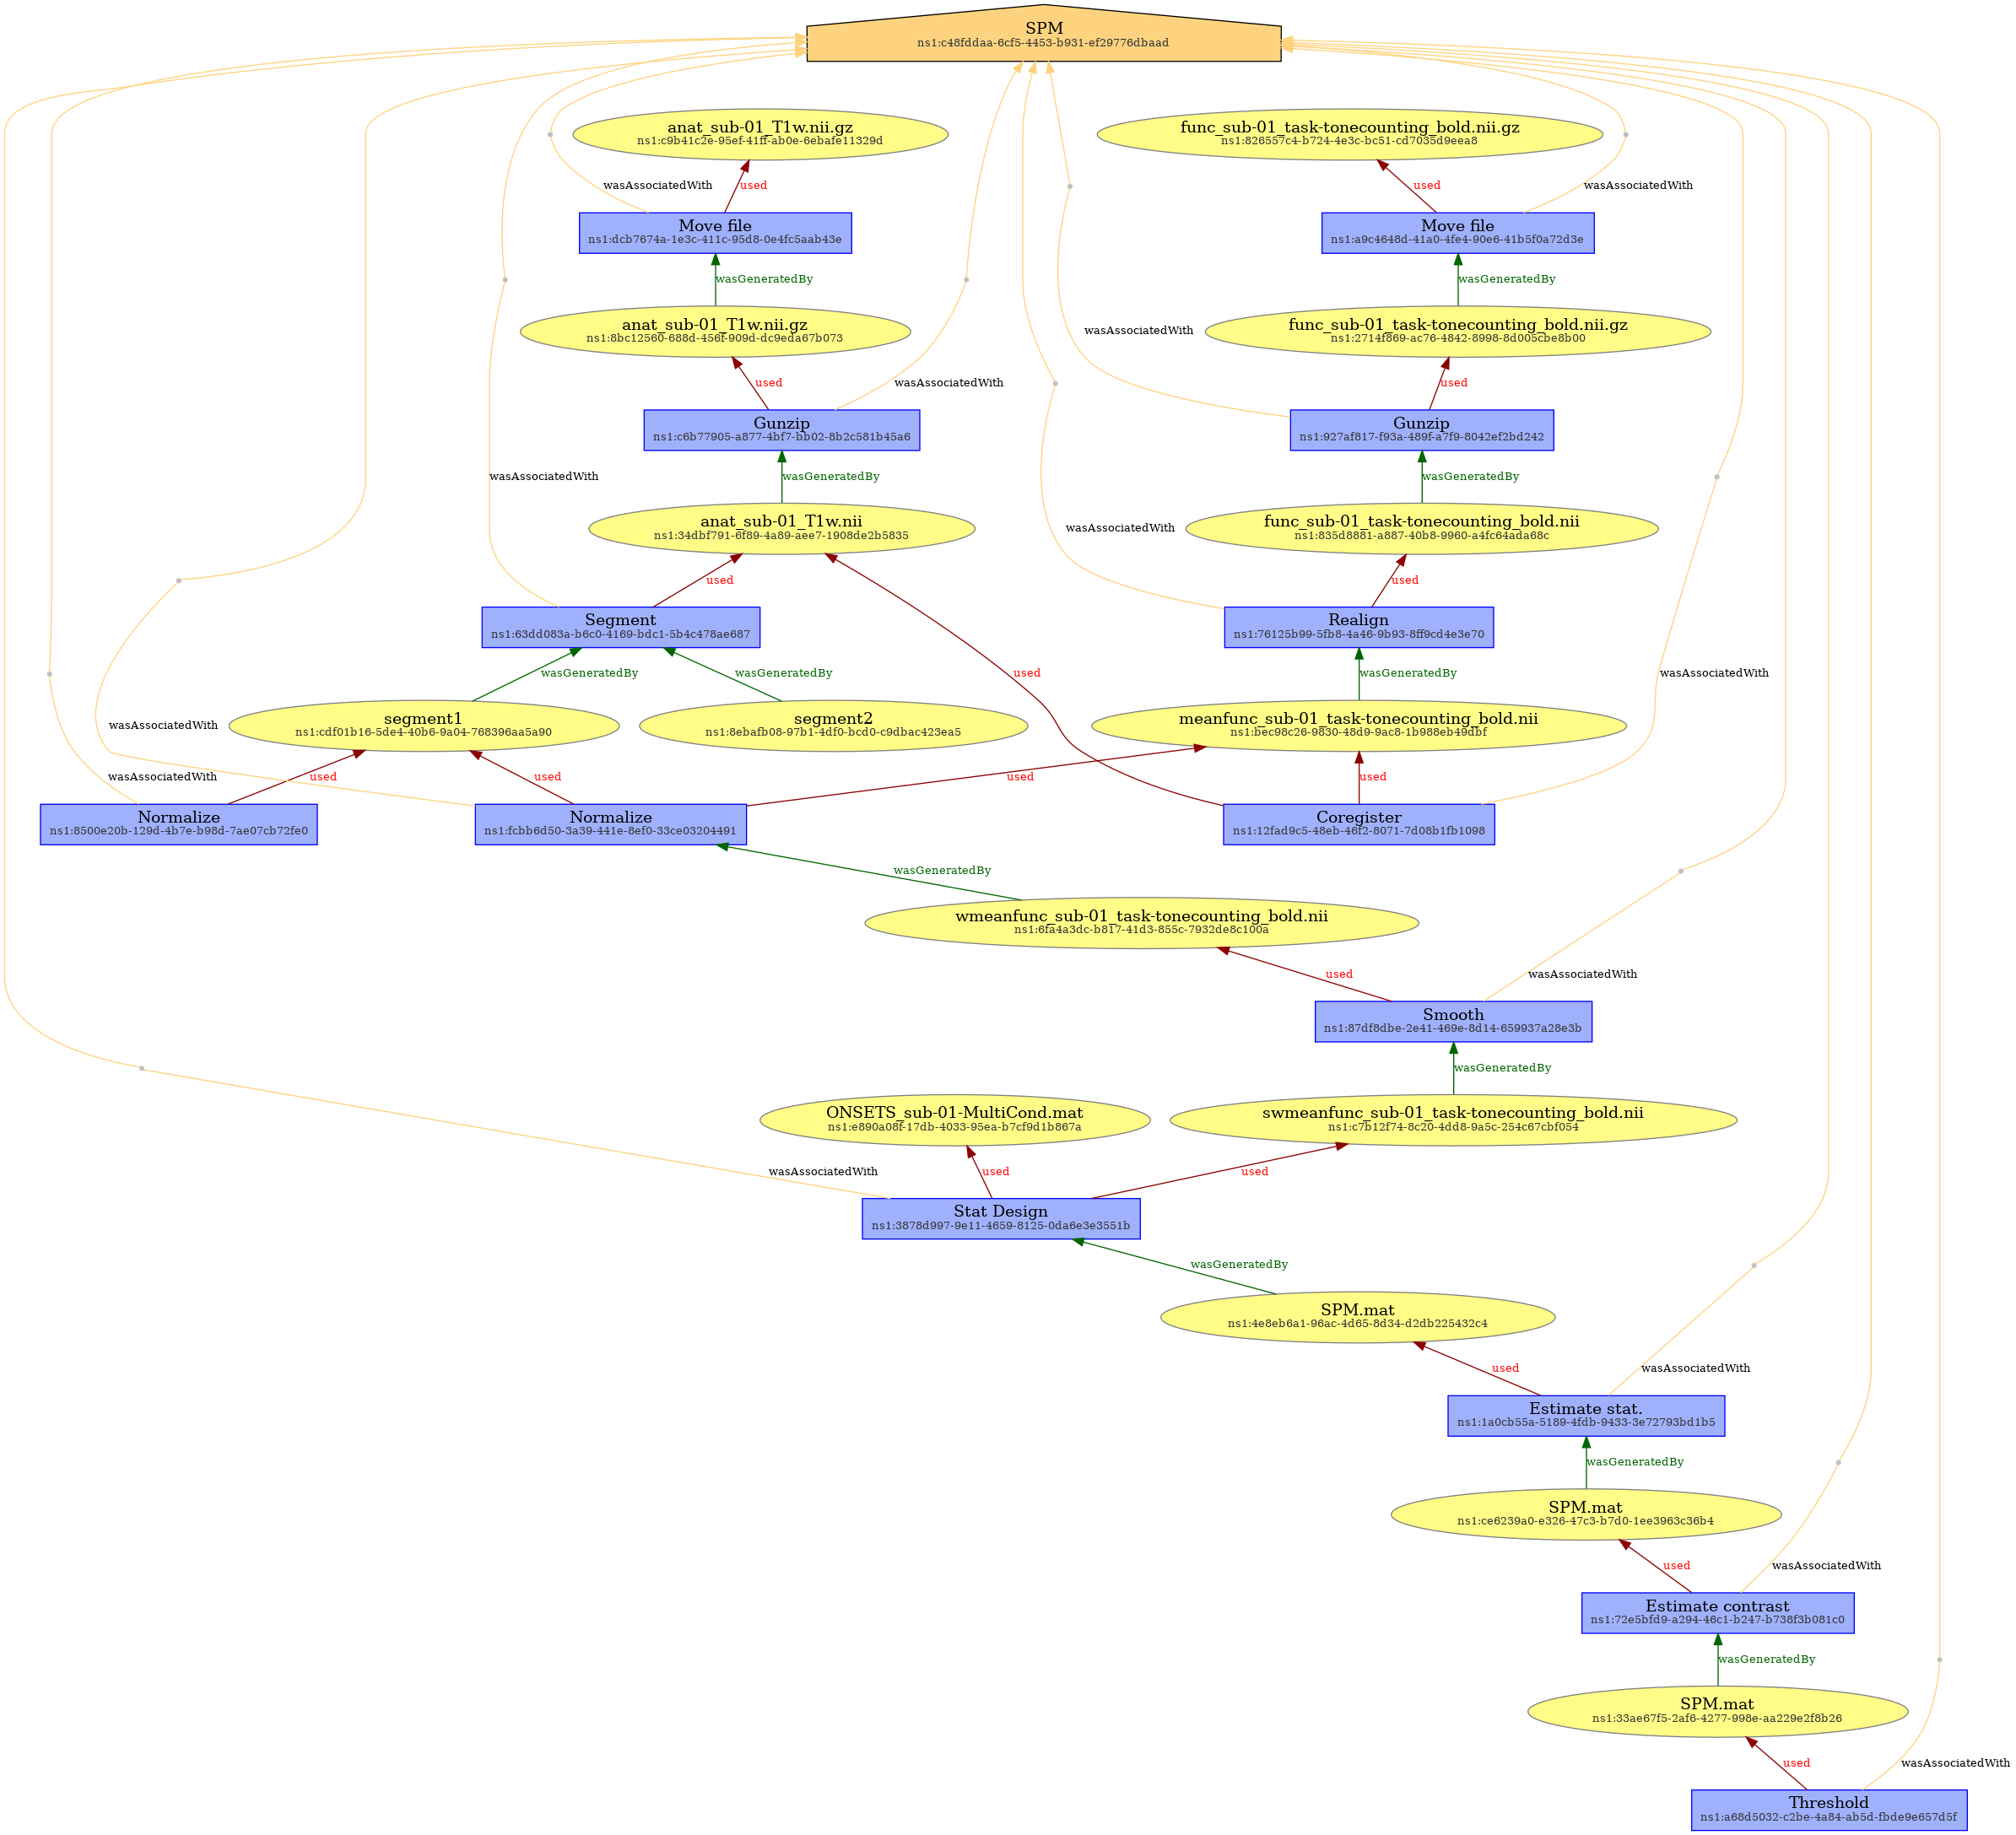 SPM
ns1:c48fddaa-6cf5-4453-b931-ef29776dbaad
anat_sub-01_T1w.nii.gz
ns1:c9b41c2e-95ef-41ff-ab0e-6ebafe11329d
func_sub-01_task-tonecounting_bold.nii.gz
ns1:826557c4-b724-4e3c-bc51-cd7035d9eea8
wasAssociatedWith
used
used
wasAssociatedWith
Move file
ns1:dcb7674a-1e3c-411c-95d8-0e4fc5aab43e
Move file
ns1:a9c4648d-41a0-4fe4-90e6-41b5f0a72d3e
wasGeneratedBy
wasGeneratedBy
anat_sub-01_T1w.nii.gz
ns1:8bc12560-688d-456f-909d-dc9eda67b073
wasAssociatedWith
func_sub-01_task-tonecounting_bold.nii.gz
ns1:2714f869-ac76-4842-8998-8d005cbe8b00
used
wasAssociatedWith
used
Gunzip
ns1:c6b77905-a877-4bf7-bb02-8b2c581b45a6
Gunzip
ns1:927af817-f93a-489f-a7f9-8042ef2bd242
wasAssociatedWith
wasGeneratedBy
wasGeneratedBy
anat_sub-01_T1w.nii
ns1:34dbf791-6f89-4a89-aee7-1908de2b5835
wasAssociatedWith
func_sub-01_task-tonecounting_bold.nii
ns1:835d8881-a887-40b8-9960-a4fc64ada68c
used
used
Segment
ns1:63dd083a-b6c0-4169-bdc1-5b4c478ae687
Realign
ns1:76125b99-5fb8-4a46-9b93-8ff9cd4e3e70
wasGeneratedBy
wasGeneratedBy
used
wasGeneratedBy
wasAssociatedWith
wasAssociatedWith
segment1
ns1:cdf01b16-5de4-40b6-9a04-768396aa5a90
segment2
ns1:8ebafb08-97b1-4df0-bcd0-c9dbac423ea5
meanfunc_sub-01_task-tonecounting_bold.nii
ns1:bec98c26-9830-48d9-9ac8-1b988eb49dbf
wasAssociatedWith
used
used
used
used
Normalize
ns1:8500e20b-129d-4b7e-b98d-7ae07cb72fe0
Normalize
ns1:fcbb6d50-3a39-441e-8ef0-33ce03204491
Coregister
ns1:12fad9c5-48eb-46f2-8071-7d08b1fb1098
wasGeneratedBy
wmeanfunc_sub-01_task-tonecounting_bold.nii
ns1:6fa4a3dc-b817-41d3-855c-7932de8c100a
used
wasAssociatedWith
Smooth
ns1:87df8dbe-2e41-469e-8d14-659937a28e3b
wasGeneratedBy
ONSETS_sub-01-MultiCond.mat
ns1:e890a08f-17db-4033-95ea-b7cf9d1b867a
swmeanfunc_sub-01_task-tonecounting_bold.nii
ns1:c7b12f74-8c20-4dd8-9a5c-254c67cbf054
wasAssociatedWith
used
used
Stat Design
ns1:3878d997-9e11-4659-8125-0da6e3e3551b
wasGeneratedBy
SPM.mat
ns1:4e8eb6a1-96ac-4d65-8d34-d2db225432c4
used
wasAssociatedWith
Estimate stat.
ns1:1a0cb55a-5189-4fdb-9433-3e72793bd1b5
wasGeneratedBy
SPM.mat
ns1:ce6239a0-e326-47c3-b7d0-1ee3963c36b4
used
wasAssociatedWith
Estimate contrast
ns1:72e5bfd9-a294-46c1-b247-b738f3b081c0
wasGeneratedBy
SPM.mat
ns1:33ae67f5-2af6-4277-998e-aa229e2f8b26
used
wasAssociatedWith
Threshold
ns1:a68d5032-c2be-4a84-ab5d-fbde9e657d5f